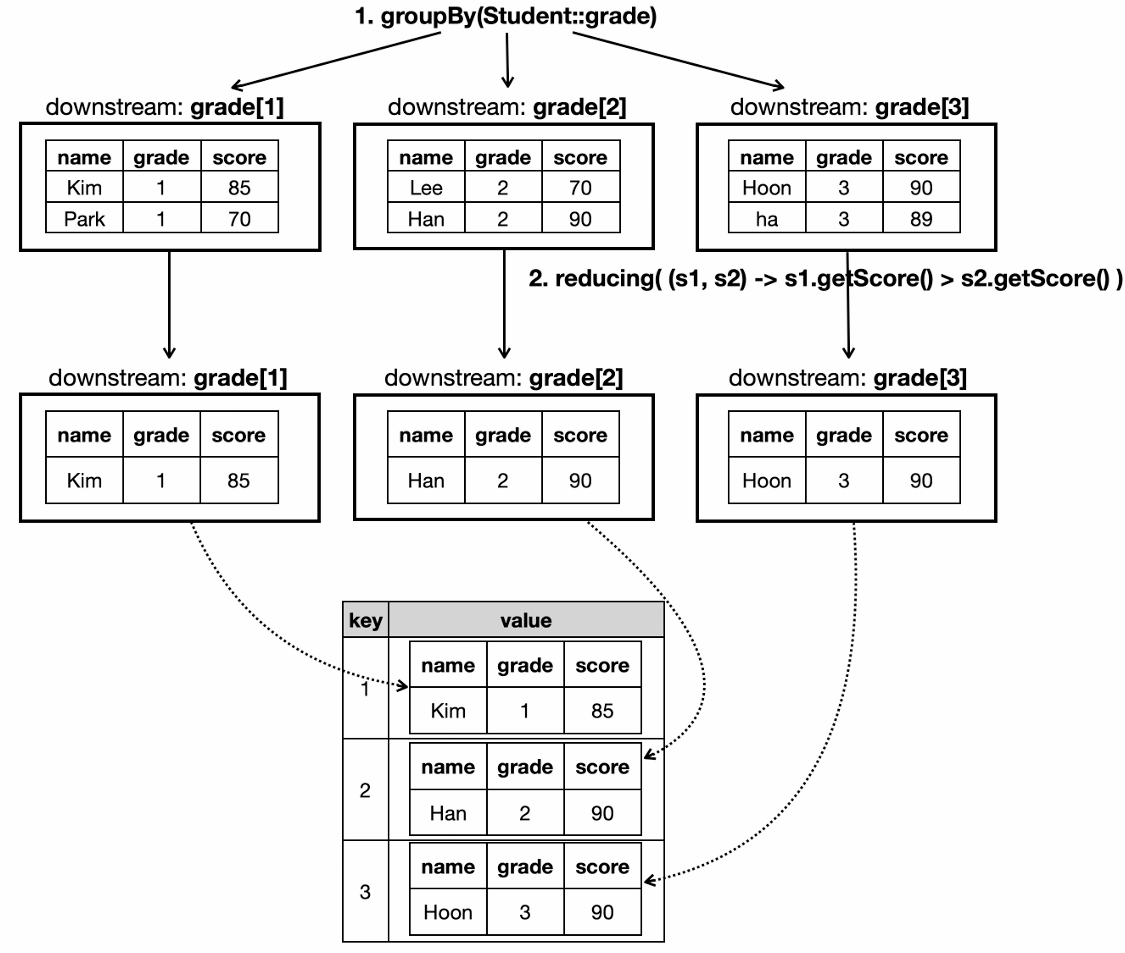 1. groupBy(Student::grade)
downstream: grade[1] downstream: grade[2] downstream: grade[3]
name grade score name grade score name grade score
Kim 1 85 Lee 2 70 Hoon 3 90
Park 1 70 Han 2 90 ha 3 89
2. reducing( (s1, s2) -> s1.getScore() > s2.getScore() )
downstream: grade[1] downstream: grade[2] downstream: grade[3]
name grade score name grade score name grade score
Kim 1 85 Han 2 90 Hoon 3 90
key value
name grade score
1
Kim 1 85
name grade score
2
Han 2 90
name grade score
3
Hoon 3 90